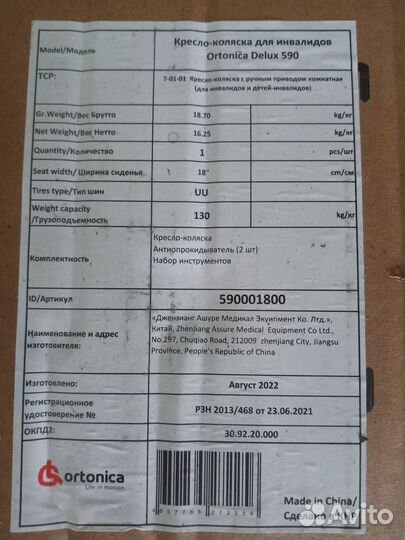 Model/Модель
Кресло-коляска для инвалидов
Ortonica Delux 590
ТСР:
7-01-01 Кресло-коляска с ручным приводом комнатная
(для инвалидов и детей-инвалидов)
Gr.Weight/Вес Брутто 18.70 kg/кг
Net Weight/Вес Нетто 16.25 kg/кг
Quantity/Количество 1 pcs/шт
Seat width/ Ширина сиденья 18" cm/см
Tires type/Тип шин UU
Weight capacity
/Грузоподъемность 130 kg/кг
Комплектность
Кресло-коляска
Антиопрокидыватель (2 шт)
Набор инструментов
ID/Артикул 590001800
Наименование и адрес
изготовителя:
«Джензианг Ашуре Медикал Экуипмент Ко. Лтд.»,
Китай, Zhenjiang Assure Medical Equipment Co Ltd.,
No.297, Chuqiao Road, 212009 zhenjiang City, Jiangsu
Province, People's Republic of China
Изготовлено: Август 2022
Регистрационное
удостоверение №
РЗН 2013/468 от 23.06.2021
ОКПД2: 30.92.20.000
ortonica
Life in motion
Made in China/
Сделано в КНР
Avito